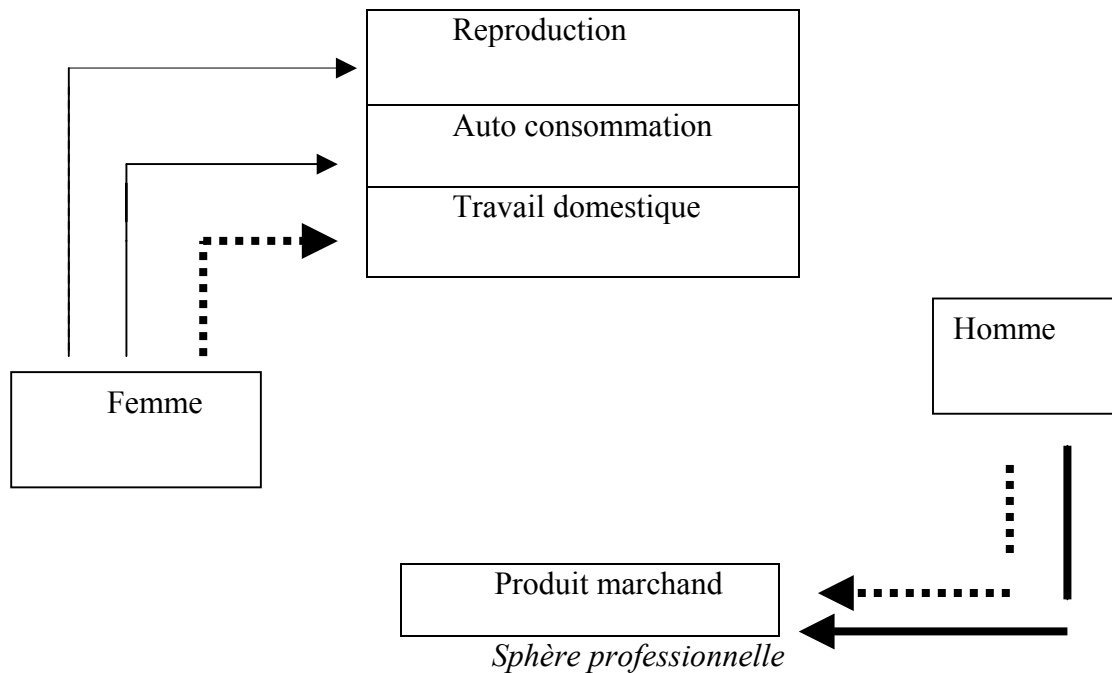 Reproduction
Auto consommation
Travail domestique
Homme
Femme
Produit marchand
Sphère professionnelle